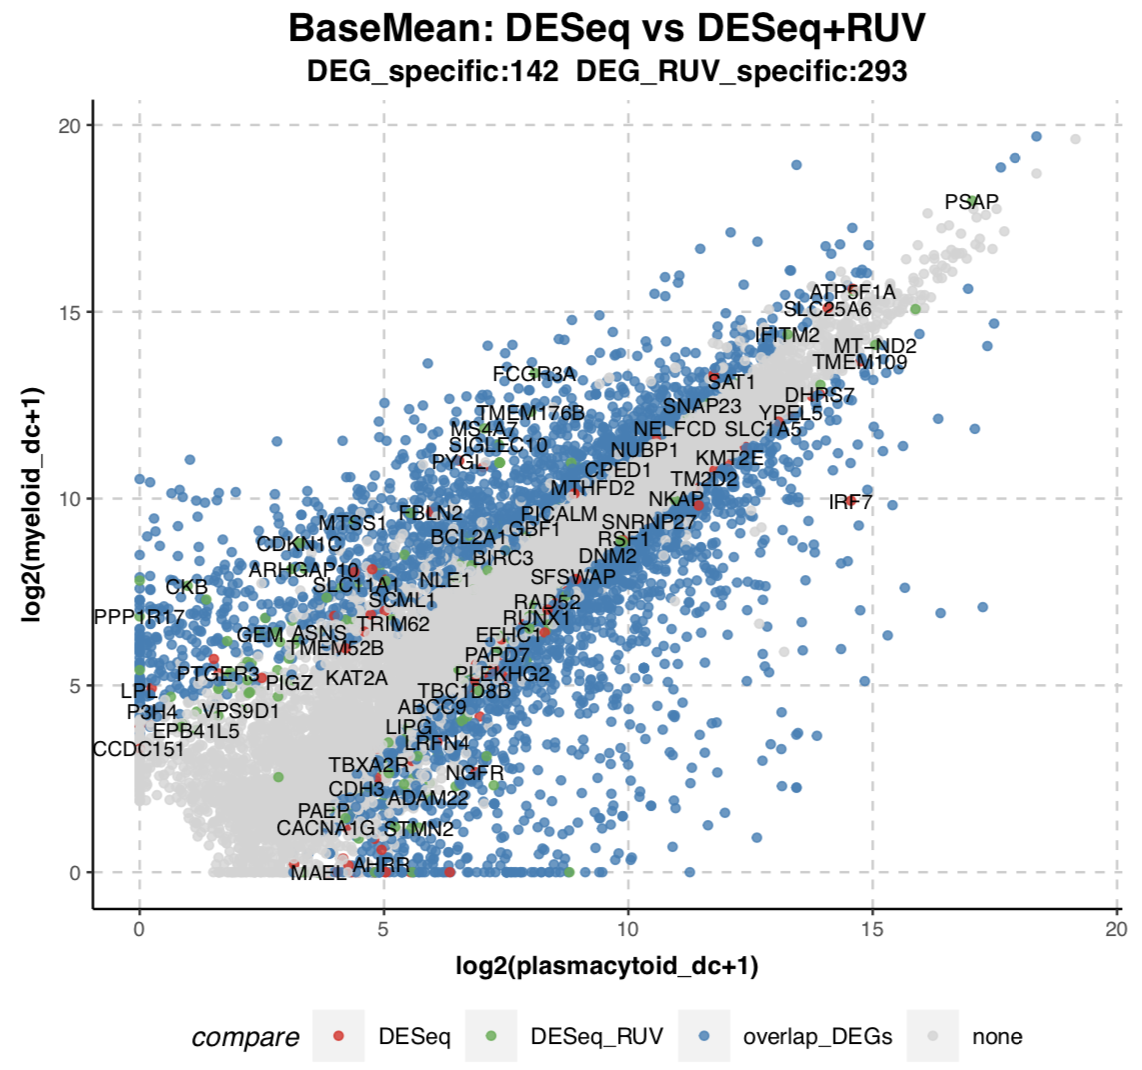 BaseMean: DESeq vs DESeq+RUV
DEG_specific:142 DEG_RUV_specific:293
log2(myeloid_dc+1)
20
15
10
5
0
PSAP
ATP5F1A
SLC25A6
IFITM2
MT−ND2
TMEM109
FCGR3A
SAT1
DHRS7
SNAP23
TMEM176B
YPEL5
MS4A7
NELFCD
SLC1A5
SIGLEC10
NUBP1
PYGL
KMT2E
CPED1
TM2D2
MTHFD2
NKAP
IRF7
FBLN2
PICALM
MTSS1
SNRNP27
GBF1
BCL2A1
RSF1
CDKN1C
DNM2
BIRC3
ARHGAP10
SFSWAP
NLE1
SLC11A1
CKB
SCML1
RAD52
PPP1R17
RUNX1
TRIM62
GEM
ASNS
EFHC1
TMEM52B
PAPD7
PTGER3
PLEKHG2
KAT2A
PIGZ
LPL
TBC1D8B
ABCC9
P3H4
VPS9D1
LIPG
EPB41L5
LRFN4
CCDC151
TBXA2R
NGFR
CDH3
ADAM22
PAEP
CACNA1G
STMN2
AHRR
MAEL
0
5
10
15
20
log2(plasmacytoid_dc+1)
compare DESeq DESeq_RUV overlap_DEGs none